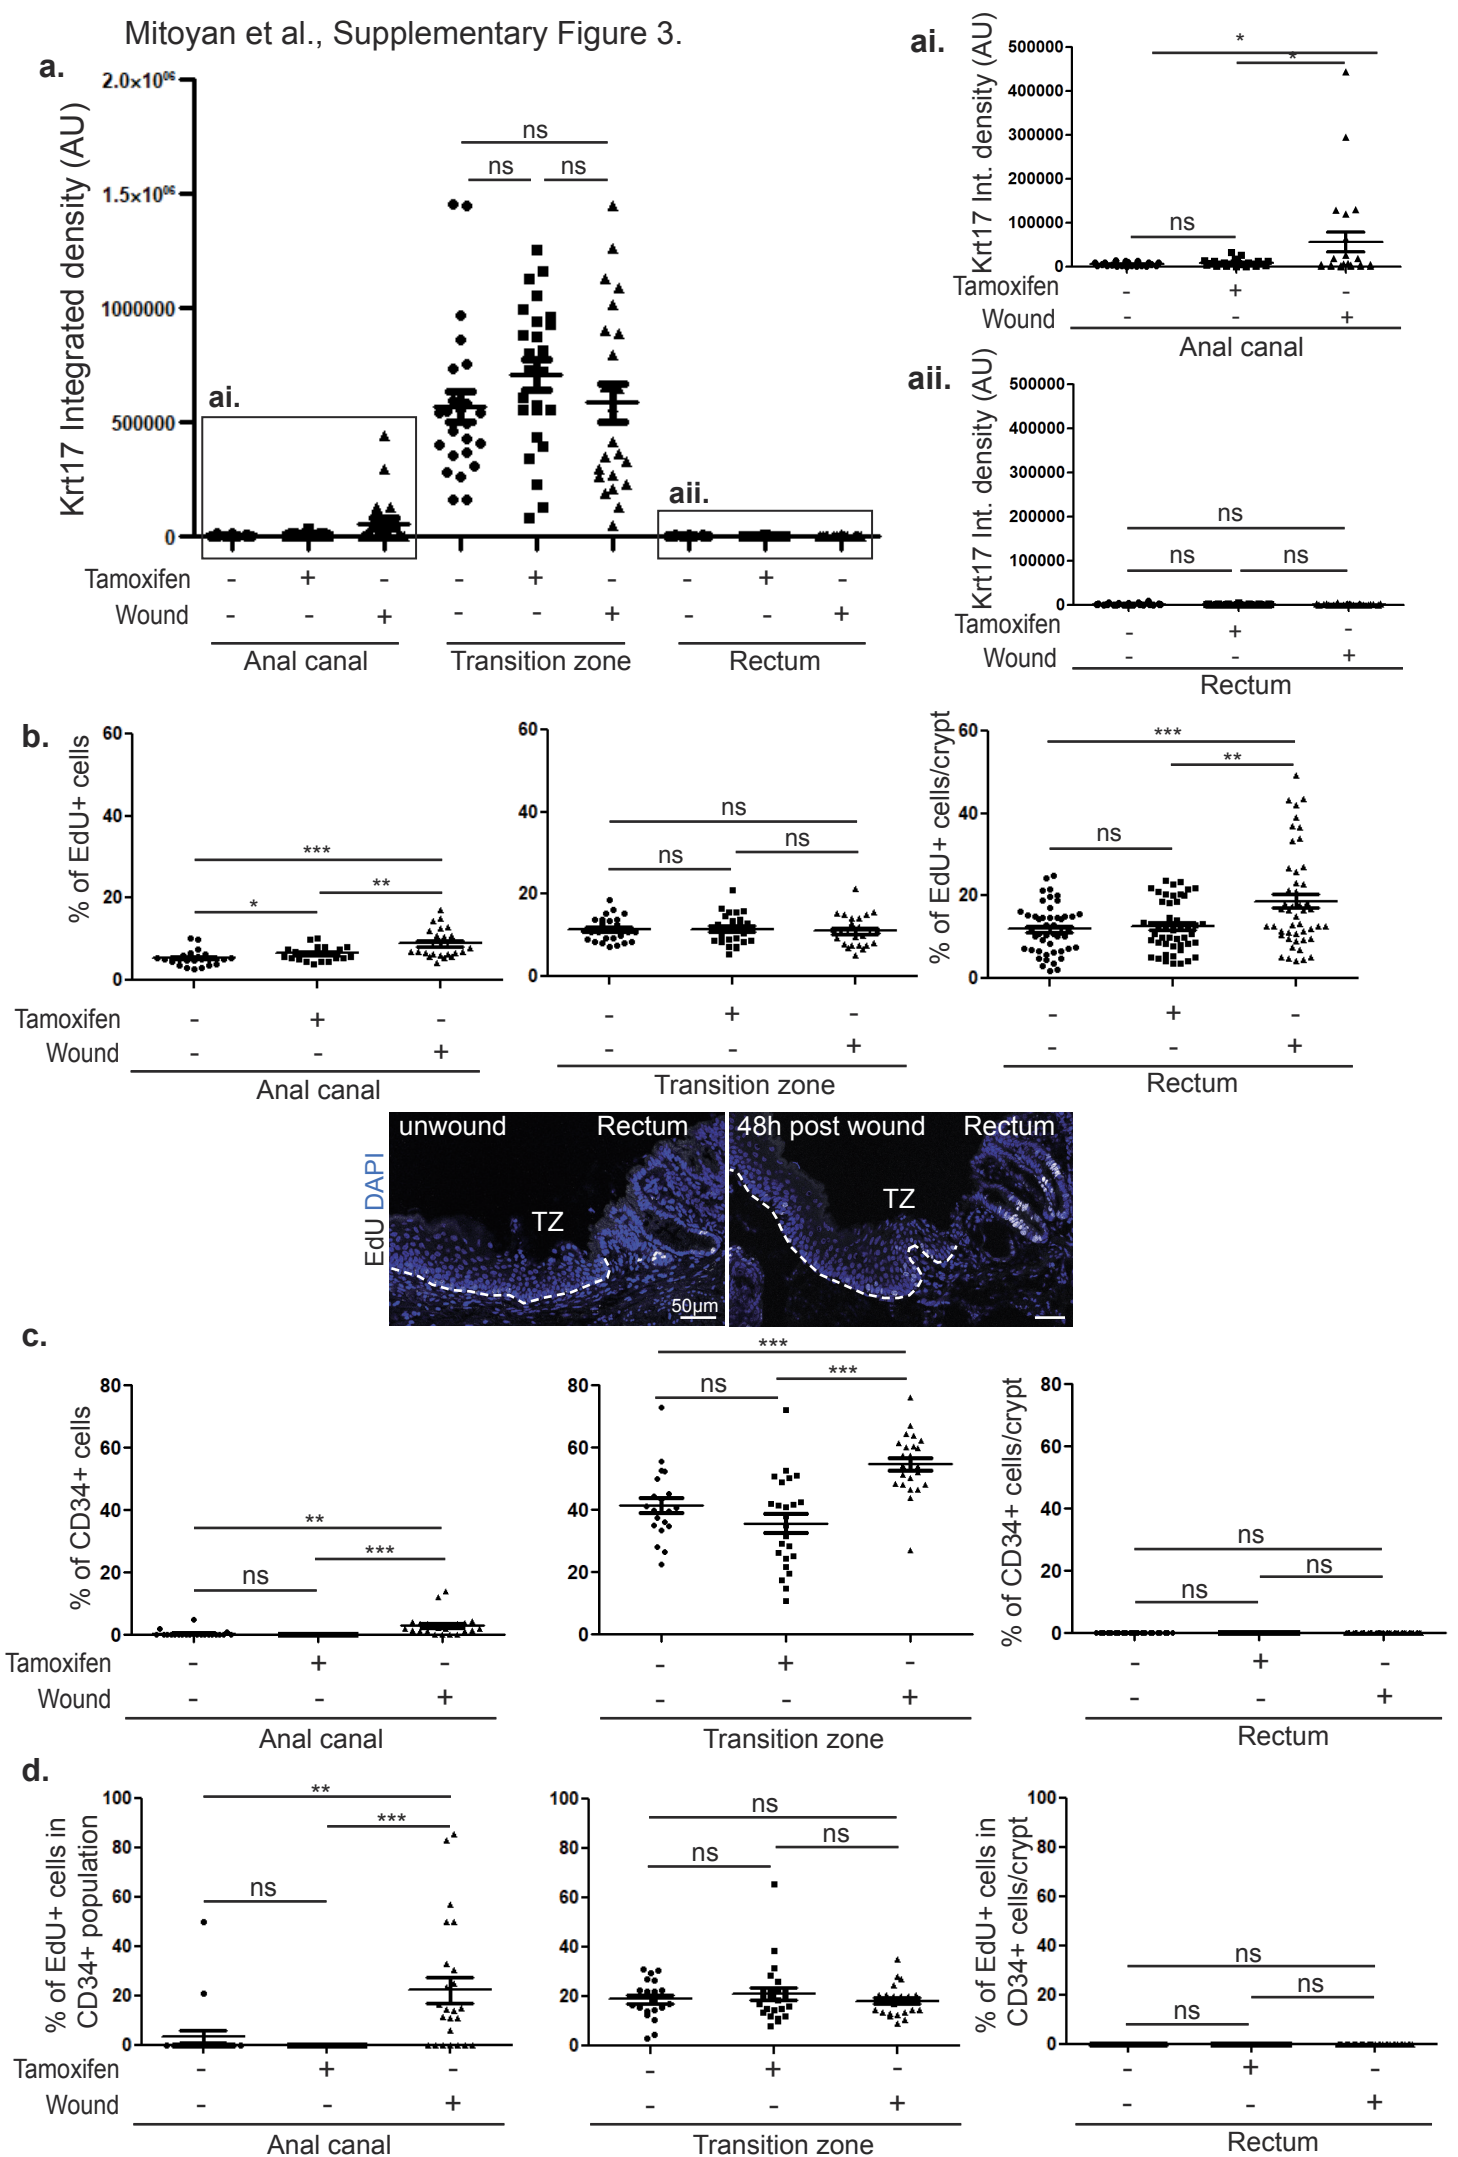 Mitoyan et al., Supplementary Figure 3.
a.
Krt17 Integrated density (AU)
2.0×10⁰⁶
1.5×10⁰⁶
1000000
500000
0
ns
ns ns
ai.
aii.
Tamoxifen - + - - + - - + -
Wound - - + - - + - - +
Anal canal Transition zone Rectum
ai.
Krt17 Int. density (AU)
500000
400000
300000
200000
100000
0
*
*
ns
Tamoxifen - + -
Wound - - +
Anal canal
aii.
Krt17 Int. density (AU)
500000
400000
300000
200000
100000
0
ns
ns ns
Tamoxifen - + -
Wound - - +
Rectum
b.
% of EdU+ cells
60
40
20
0
***
**
*
Tamoxifen - + -
Wound - - +
Anal canal
60
40
20
0
ns
ns
ns
- + -
- - +
Transition zone
% of EdU+ cells/crypt
60
40
20
0
***
**
ns
- + -
- - +
Rectum
EdU DAPI
unwound Rectum
TZ
50µm
48h post wound Rectum
TZ
c.
% of CD34+ cells
80
60
40
20
0
**
***
ns
Tamoxifen - + -
Wound - - +
Anal canal
80
60
40
20
0
***
***
ns
- + -
- - +
Transition zone
% of CD34+ cells/crypt
80
60
40
20
0
ns
ns
ns
- + -
- - +
Rectum
d.
% of EdU+ cells in
CD34+ population
100
80
60
40
20
0
**
***
ns
Tamoxifen - + -
Wound - - +
Anal canal
100
80
60
40
20
0
ns
ns
ns
- + -
- - +
Transition zone
% of EdU+ cells in
CD34+ cells/crypt
100
80
60
40
20
0
ns
ns
ns
- + -
- - +
Rectum